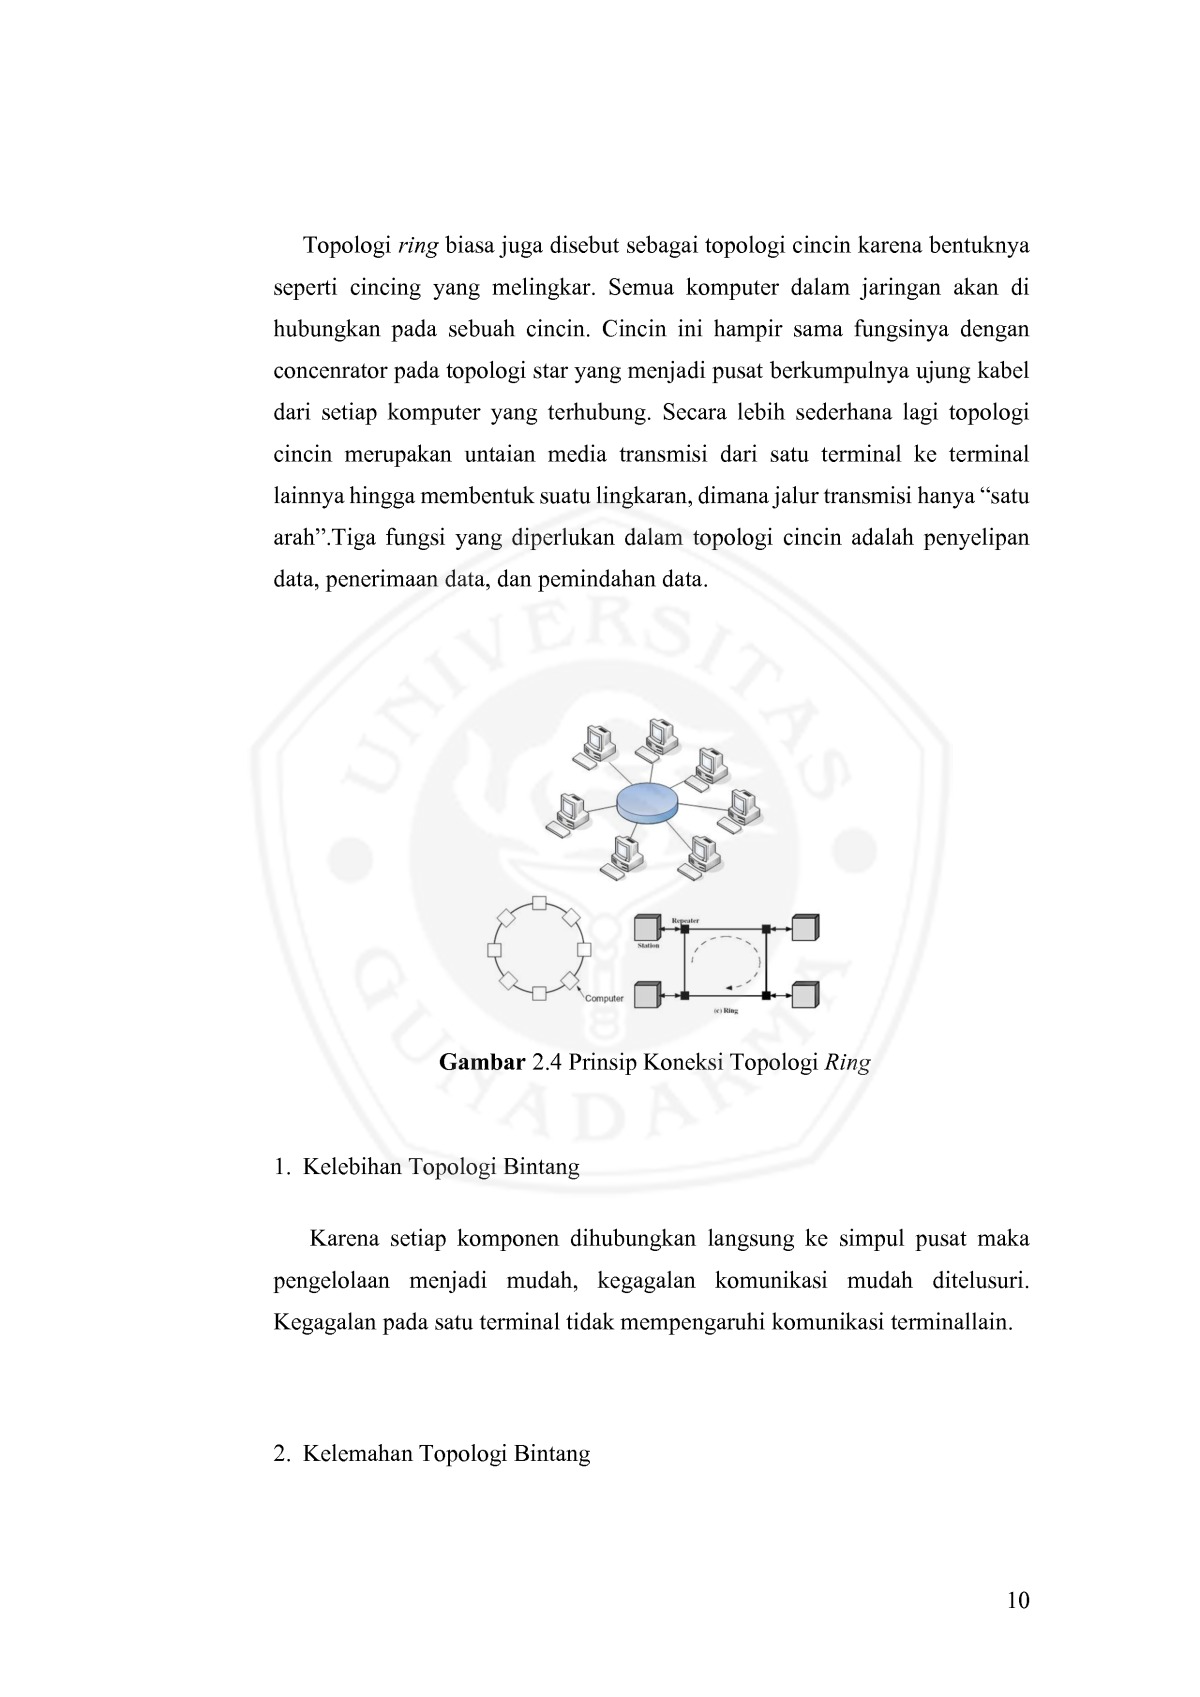 Topologi ring biasa juga disebut sebagai topologi cincin karena bentuknya
seperti cincing yang melingkar. Semua komputer dalam jaringan akan di
hubungkan pada sebuah cincin. Cincin ini hampir sama fungsinya dengan
concenrator pada topologi star yang menjadi pusat berkumpulnya ujung kabel
dari setiap komputer yang terhubung. Secara lebih sederhana lagi topologi
cincin merupakan untaian media transmisi dari satu terminal ke terminal
lainnya hingga membentuk suatu lingkaran, dimana jalur transmisi hanya “satu
arah”.Tiga fungsi yang diperlukan dalam topologi cincin adalah penyelipan
data, penerimaan data, dan pemindahan data.
UNIVERSITAS
GUNADARMA
Repeater
Station
Computer
(c) Ring
Gambar 2.4 Prinsip Koneksi Topologi Ring
1. Kelebihan Topologi Bintang
Karena setiap komponen dihubungkan langsung ke simpul pusat maka
pengelolaan menjadi mudah, kegagalan komunikasi mudah ditelusuri.
Kegagalan pada satu terminal tidak mempengaruhi komunikasi terminallain.
2. Kelemahan Topologi Bintang
10